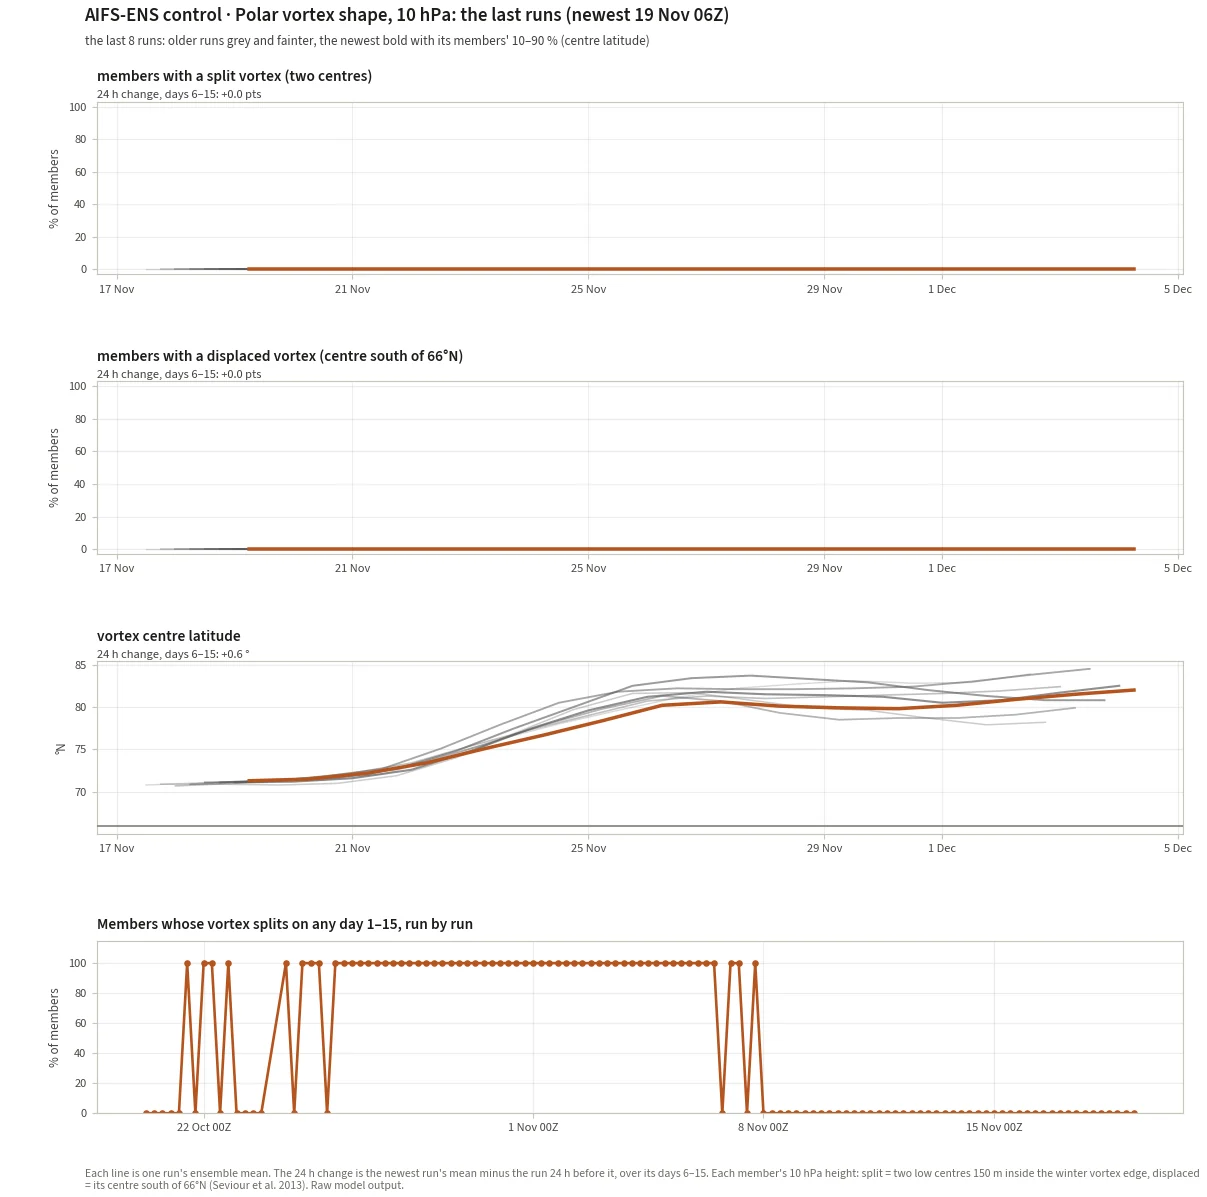 AIFS-ENS control · Polar vortex shape, 10 hPa: the last runs (newest 19 Nov 06Z)
the last 8 runs: older runs grey and fainter, the newest bold with its members' 10–90 % (centre latitude)
members with a split vortex (two centres)
24 h change, days 6–15: +0.0 pts
100
80
60
40
20
0
% of members
17 Nov 21 Nov 25 Nov 29 Nov 1 Dec 5 Dec
members with a displaced vortex (centre south of 66°N)
24 h change, days 6–15: +0.0 pts
100
80
60
40
20
0
% of members
17 Nov 21 Nov 25 Nov 29 Nov 1 Dec 5 Dec
vortex centre latitude
24 h change, days 6–15: +0.6 °
85
80
75
70
°N
17 Nov 21 Nov 25 Nov 29 Nov 1 Dec 5 Dec
Members whose vortex splits on any day 1–15, run by run
100
80
60
40
20
0
% of members
22 Oct 00Z 1 Nov 00Z 8 Nov 00Z 15 Nov 00Z
Each line is one run's ensemble mean. The 24 h change is the newest run's mean minus the run 24 h before it, over its days 6–15. Each member's 10 hPa height: split = two low centres 150 m inside the winter vortex edge, displaced
= its centre south of 66°N (Seviour et al. 2013). Raw model output.